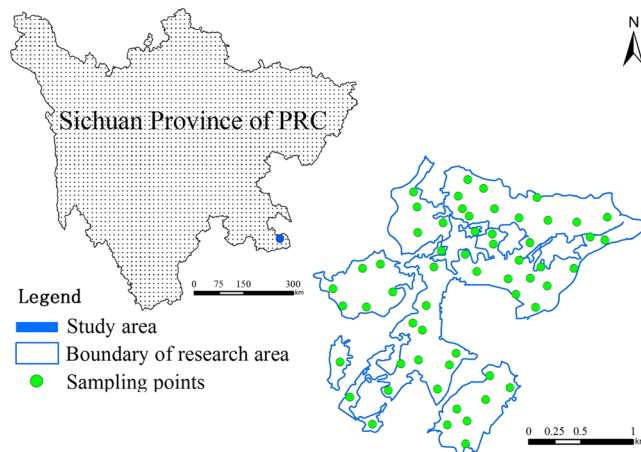 N
Sichuan Province of PRC
0 75 150 300
km
Legend
Study area
Boundary of research area
Sampling points
0 0.25 0.5 1
km